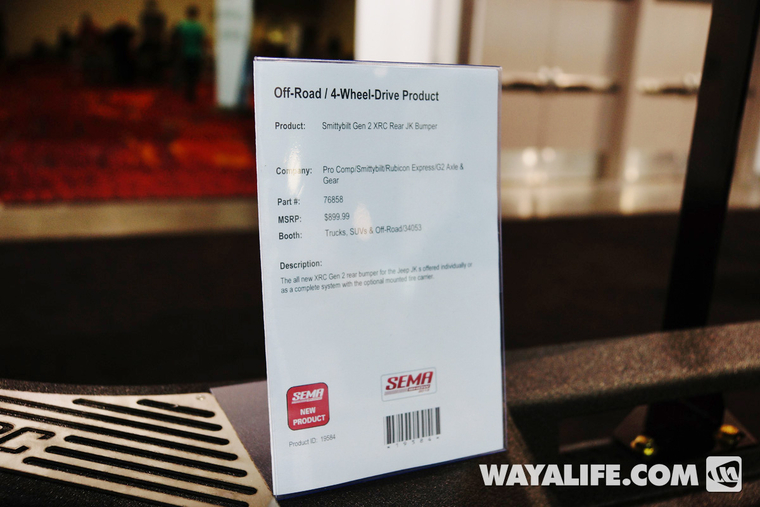 Off-Road / 4-Wheel-Drive Product
Product: Smittybilt Gen 2 XRC Rear JK Bumper
Company: Pro Comp/Smittybilt/Rubicon Express/G2 Axle &
Gear
Part #: 76858
MSRP: $899.99
Booth: Trucks, SUVs & Off-Road/34053
Description:
The all new XRC Gen 2 rear bumper for the Jeep JK is offered individually or
as a complete system with the optional mounted tire carrier.
SEMA
NEW
PRODUCT
SEMA
Product ID: 19584
WAYALIFE.COM